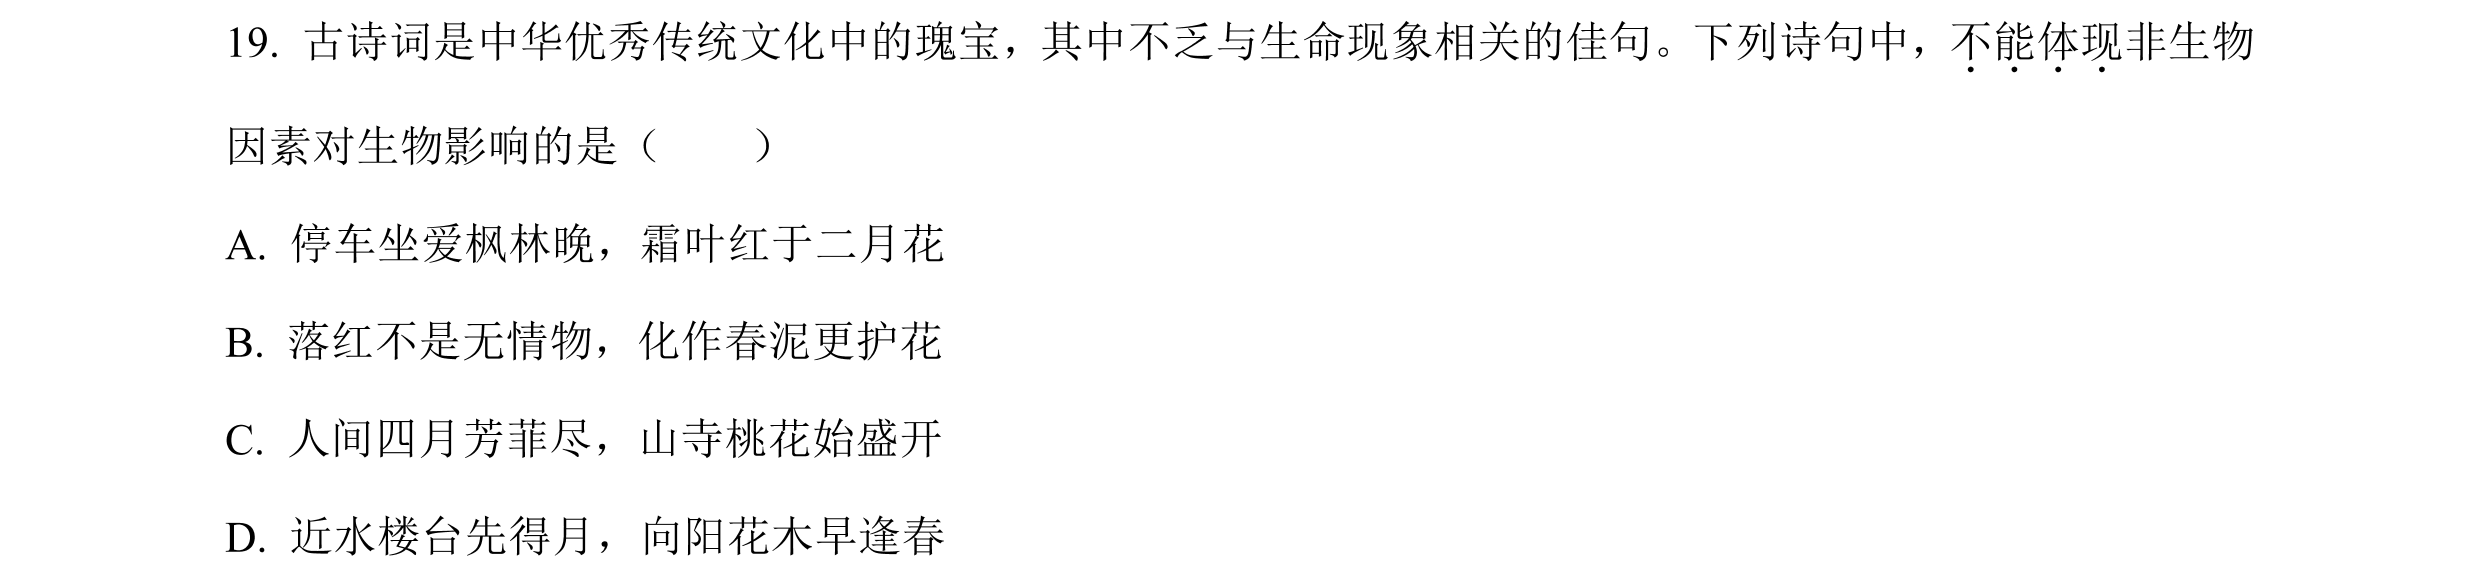 19. 古诗词是中华优秀传统文化中的瑰宝，其中不乏与生命现象相关的佳句。下列诗句中，不能体现非生物
因素对生物影响的是（　　）
A. 停车坐爱枫林晚，霜叶红于二月花
B. 落红不是无情物，化作春泥更护花
C. 人间四月芳菲尽，山寺桃花始盛开
D. 近水楼台先得月，向阳花木早逢春